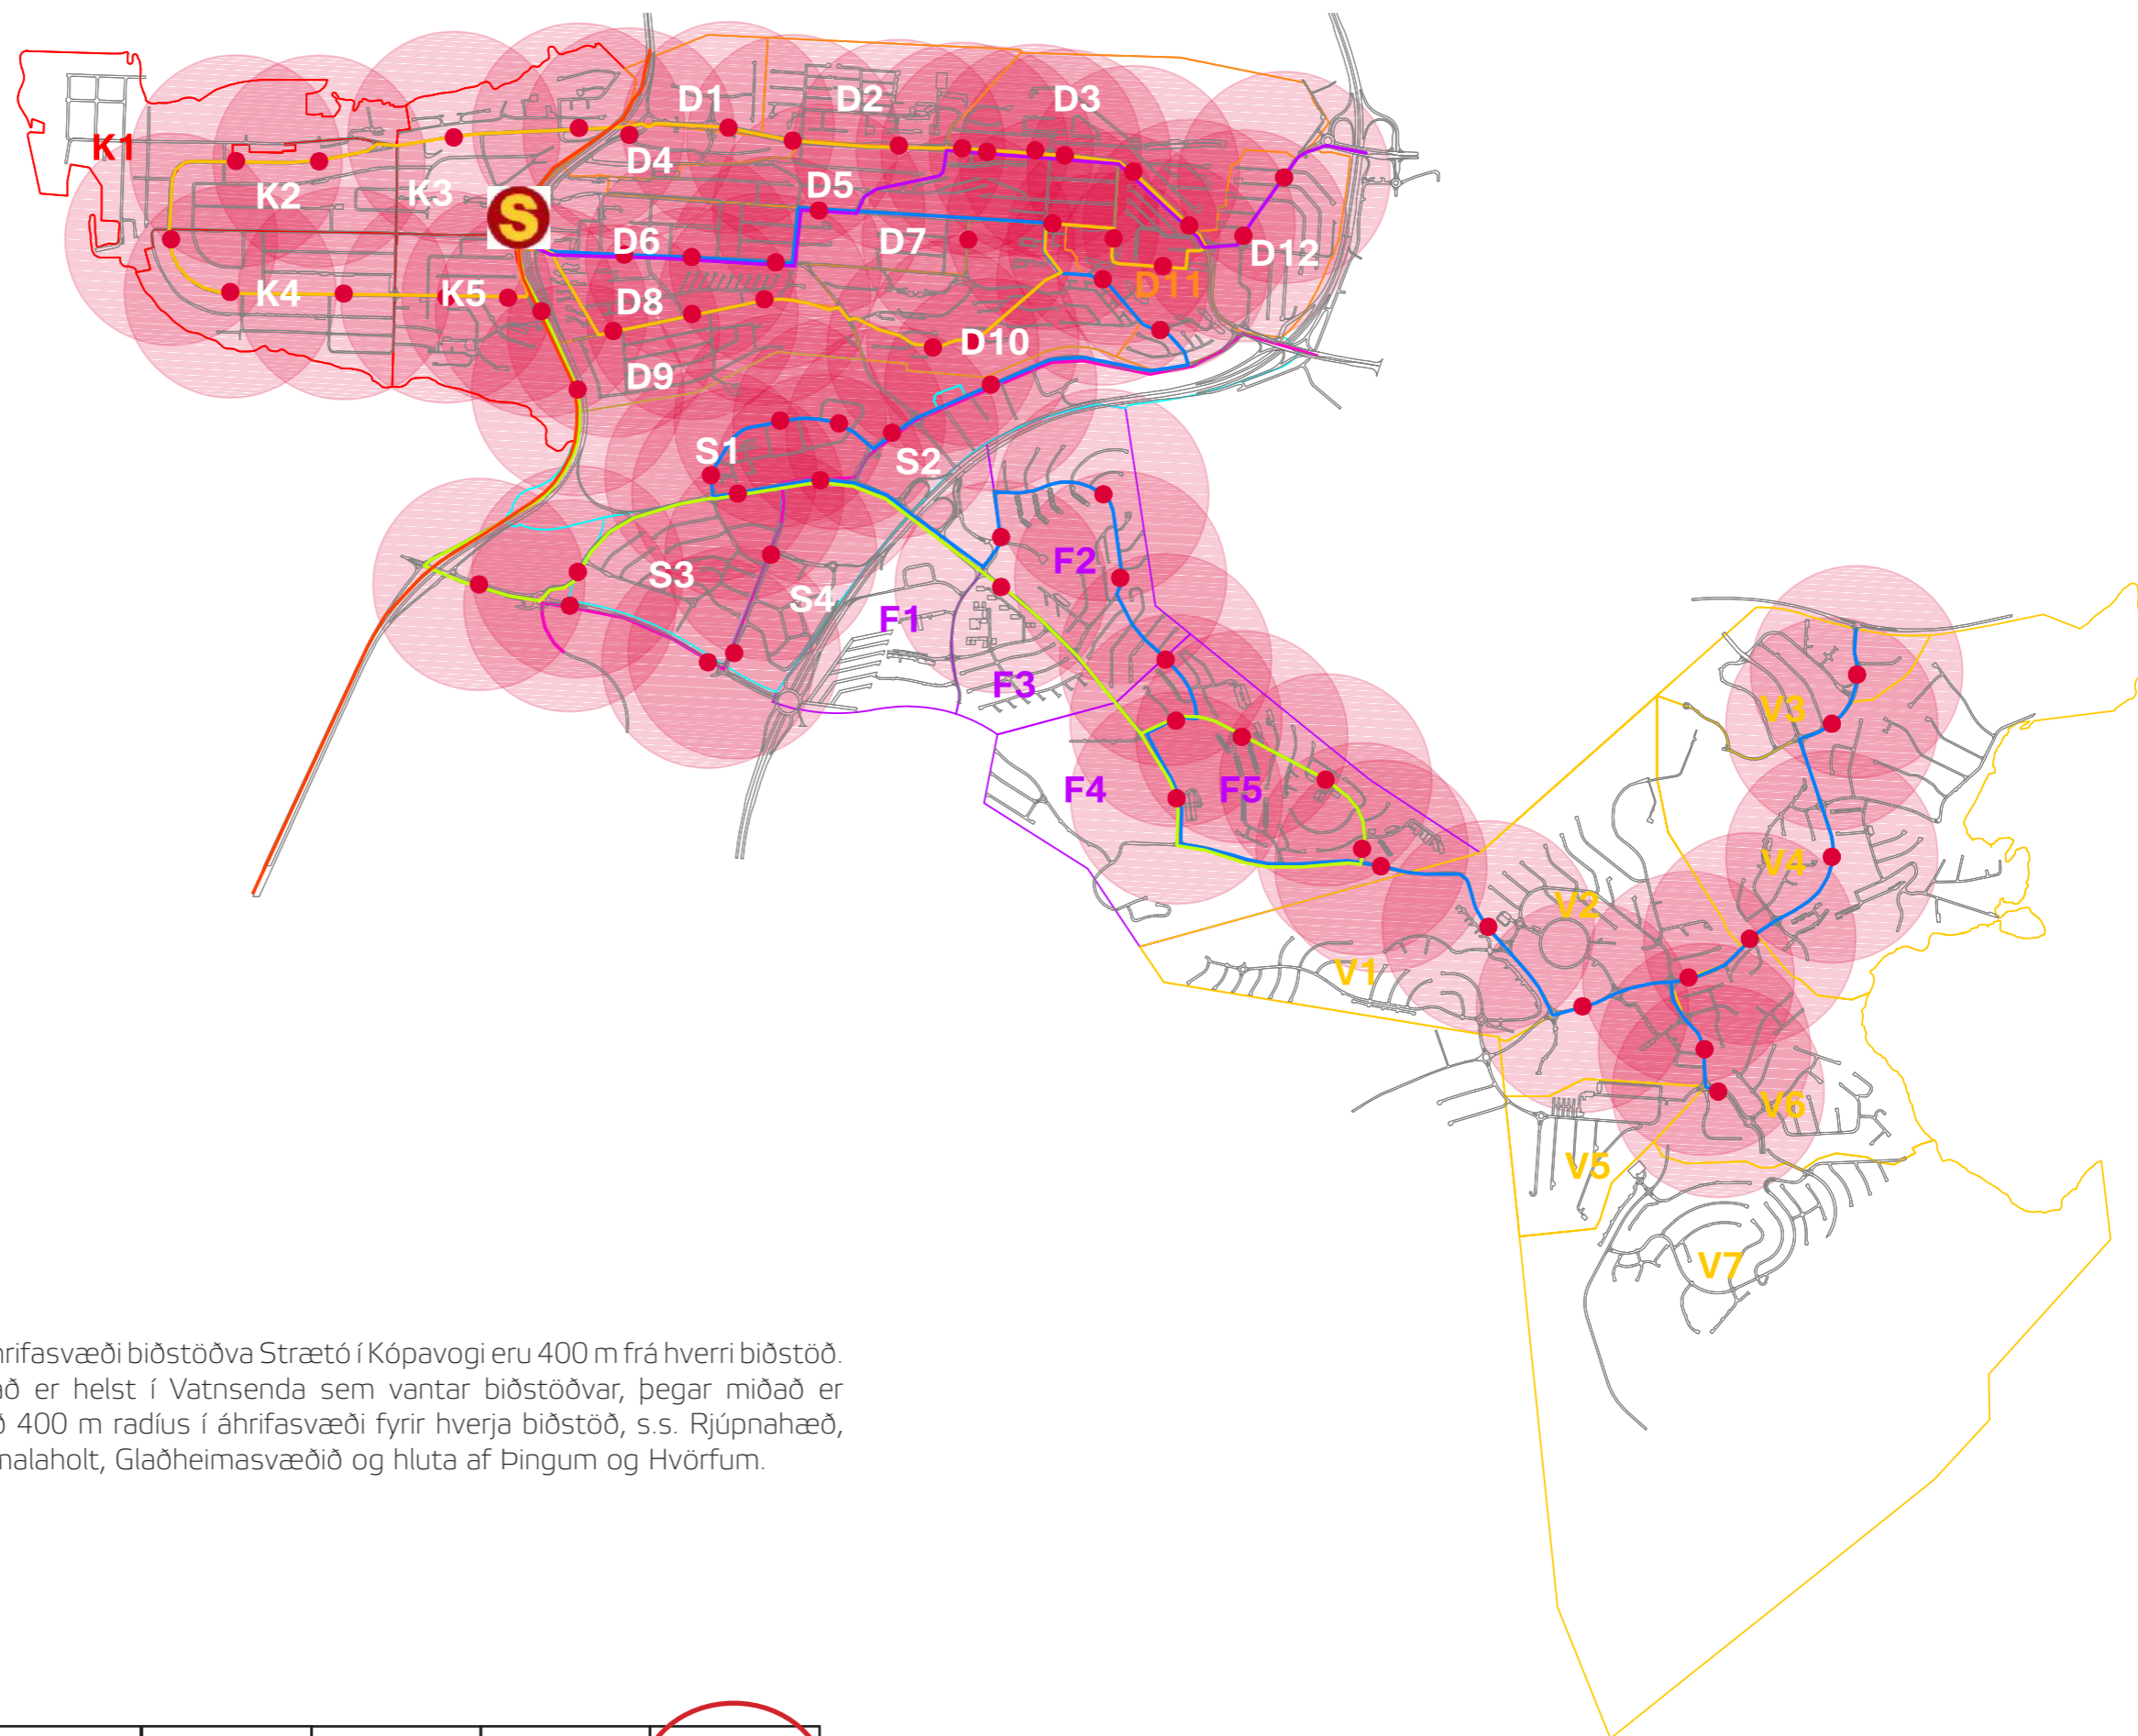 D1
D2
D3
K1
D4
K2
K3
D5
S
D6
D7
D12
K4
K5
D8
D11
D10
D9
S1
S2
F2
S3
S4
F1
F3
V3
F4
F5
V4
V2
V1
V6
V5
V7
hrifasvæði biðstöðva Strætó í Kópavogi eru 400 m frá hverri biðstöð.
að er helst í Vatnsenda sem vantar biðstöðvar, þegar miðað er
ð 400 m radíus í áhrifasvæði fyrir hverja biðstöð, s.s. Rjúpnahæð,
malaholt, Glaðheimasvæðið og hluta af Þingum og Hvörfum.